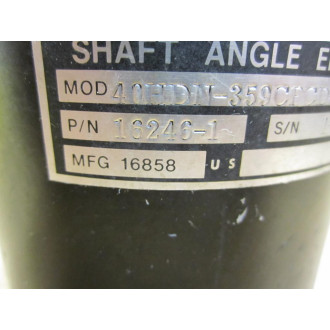 SHAFT ANGLE E
MOD
P/N 16246-1
S/N
MFG 16858 US